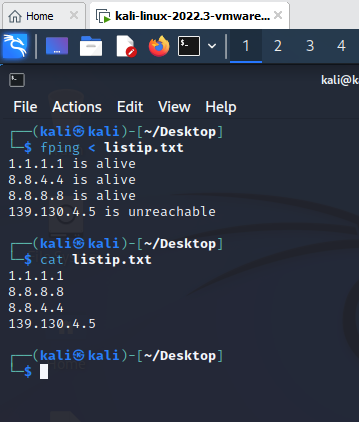 Home
kali-linux-2022.3-vmware...
1 2 3 4
kali@k
File Actions Edit View Help
┌──(kali㉿kali)-[~/Desktop]
└─$ fping < listip.txt
1.1.1.1 is alive
8.8.4.4 is alive
8.8.8.8 is alive
139.130.4.5 is unreachable
┌──(kali㉿kali)-[~/Desktop]
└─$ cat listip.txt
1.1.1.1
8.8.8.8
8.8.4.4
139.130.4.5
┌──(kali㉿kali)-[~/Desktop]
└─$